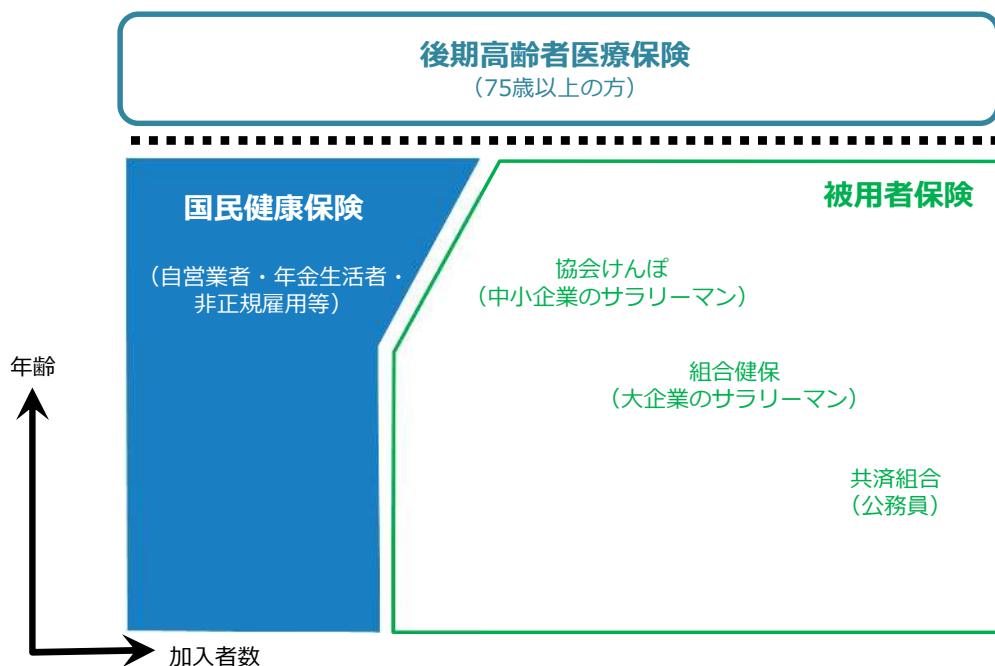 後期高齢者医療保険
（75歳以上の方）
国民健康保険
（自営業者・年金生活者・
非正規雇用等）
被用者保険
協会けんぽ
（中小企業のサラリーマン）
組合健保
（大企業のサラリーマン）
共済組合
（公務員）
年齢
加入者数